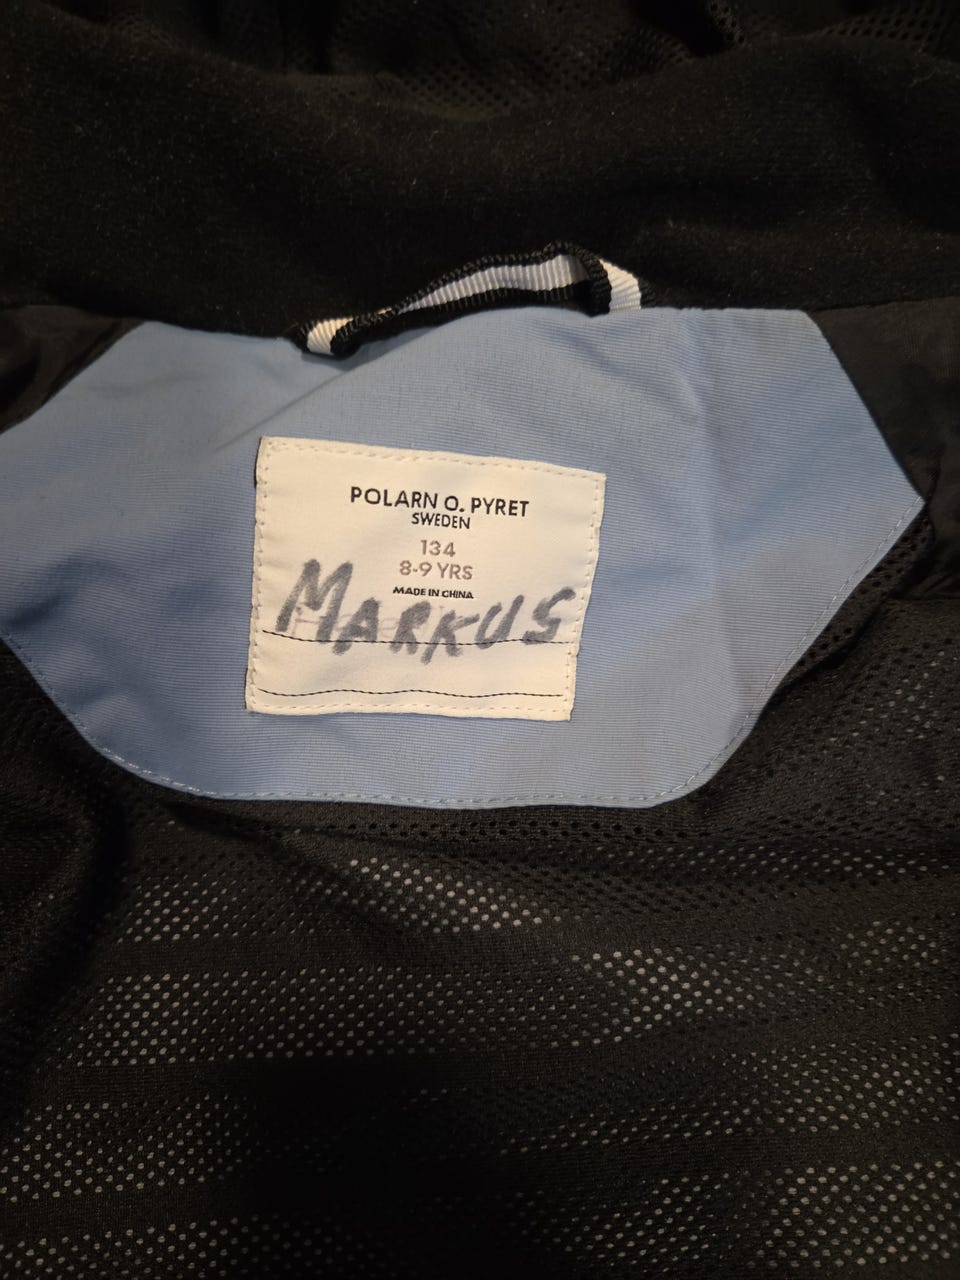 POLARN O. PYRET
SWEDEN
134
8-9 YRS
MADE IN CHINA
MARKUS